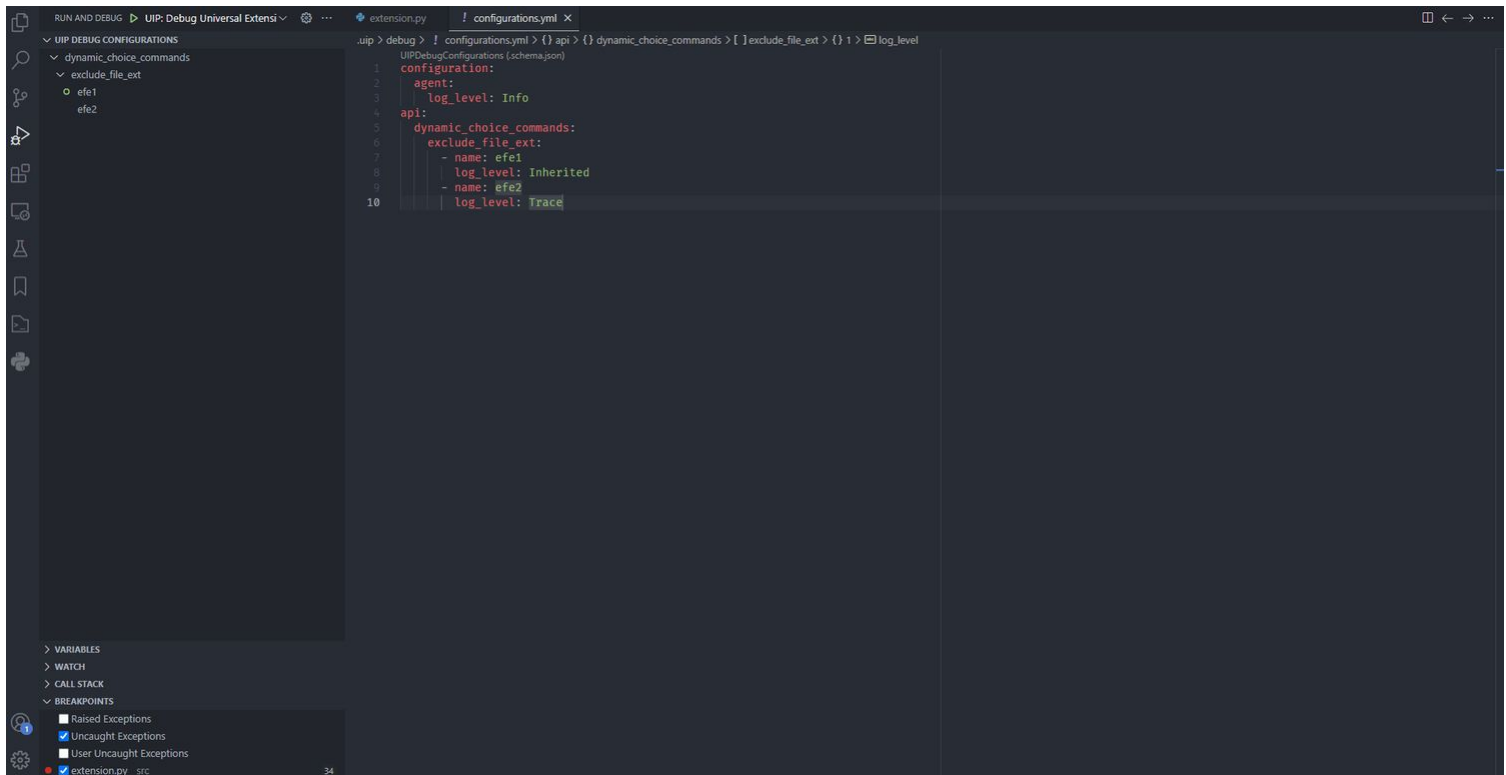 RUN AND DEBUG UIP: Debug Universal Extensi
UIP DEBUG CONFIGURATIONS
dynamic_choice_commands
exclude_file_ext
efe1
efe2
VARIABLES
WATCH
CALL STACK
BREAKPOINTS
Raised Exceptions
Uncaught Exceptions
User Uncaught Exceptions
extension.py src 34
1
extension.py ! configurations.yml
.uip > debug > ! configurations.yml > {} api > {} dynamic_choice_commands > [ ] exclude_file_ext > {} 1 > log_level
UIPDebugConfigurations (.schema.json)
1 configuration:
2 agent:
3 log_level: Info
4 api:
5 dynamic_choice_commands:
6 exclude_file_ext:
7 - name: efe1
8 log_level: Inherited
9 - name: efe2
10 log_level: Trace